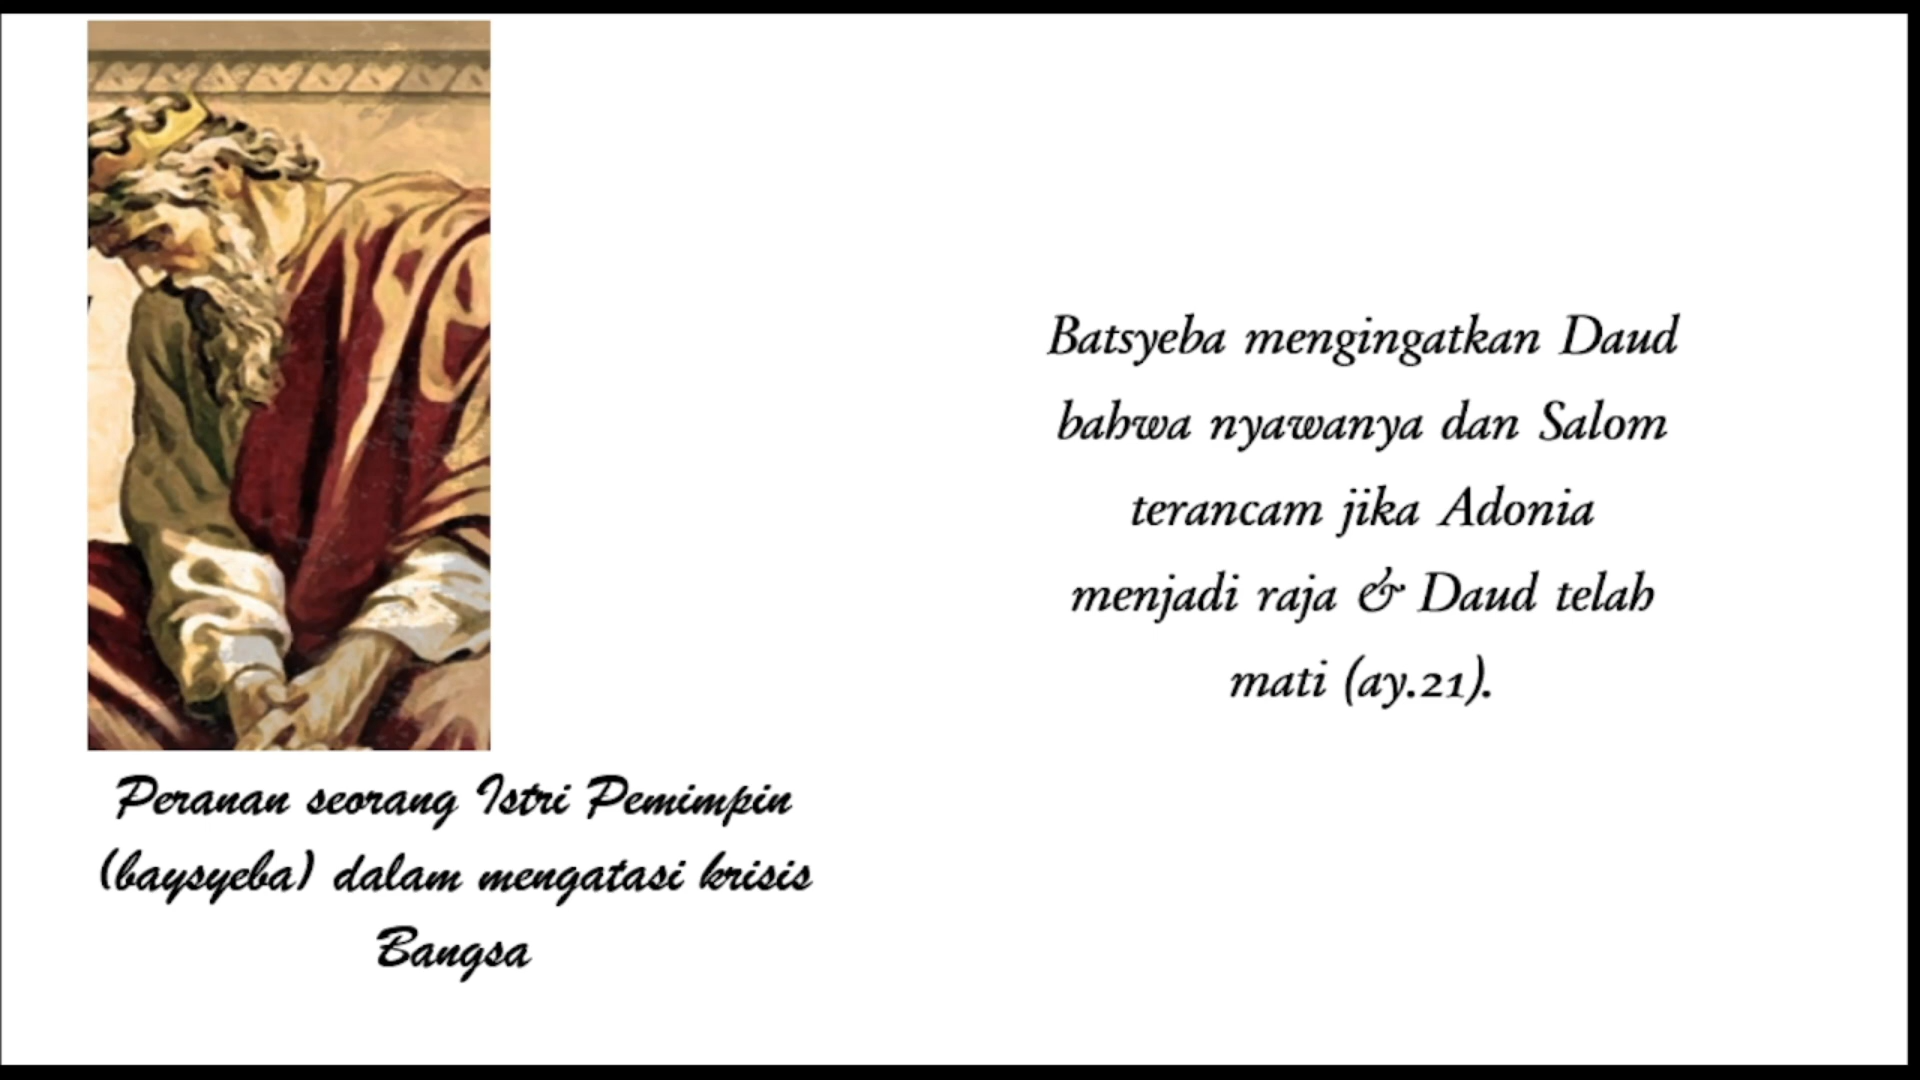 Peranan seorang Istri Pemimpin
(baysyeba) dalam mengatasi krisis
Bangsa
Batsyeba mengingatkan Daud
bahwa nyawanya dan Salom
terancam jika Adonia
menjadi raja & Daud telah
mati (ay.21).